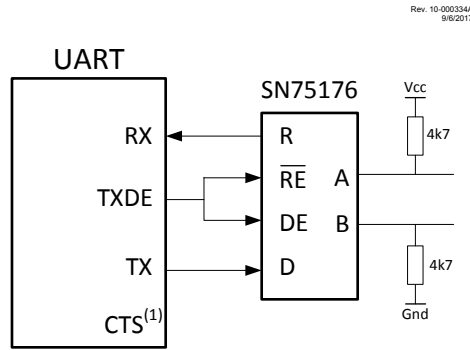 Rev. 10-000334A
9/6/2017
UART
SN75176
Vcc
RX
R
4k7
RE
A
TXDE
DE
B
TX
D
4k7
CTS(1)
Gnd